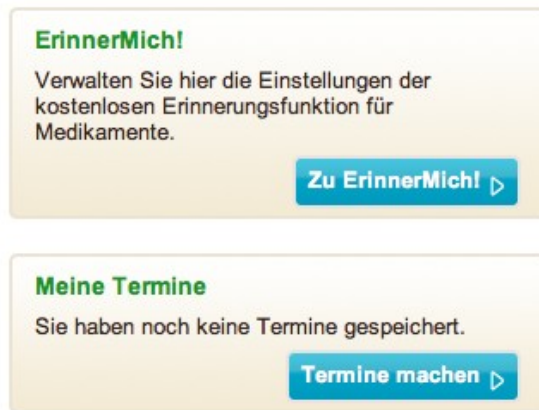 ErinnerMich!
Verwalten Sie hier die Einstellungen der
kostenlosen Erinnerungsfunktion für
Medikamente.
Zu ErinnerMich!
Meine Termine
Sie haben noch keine Termine gespeichert.
Termine machen